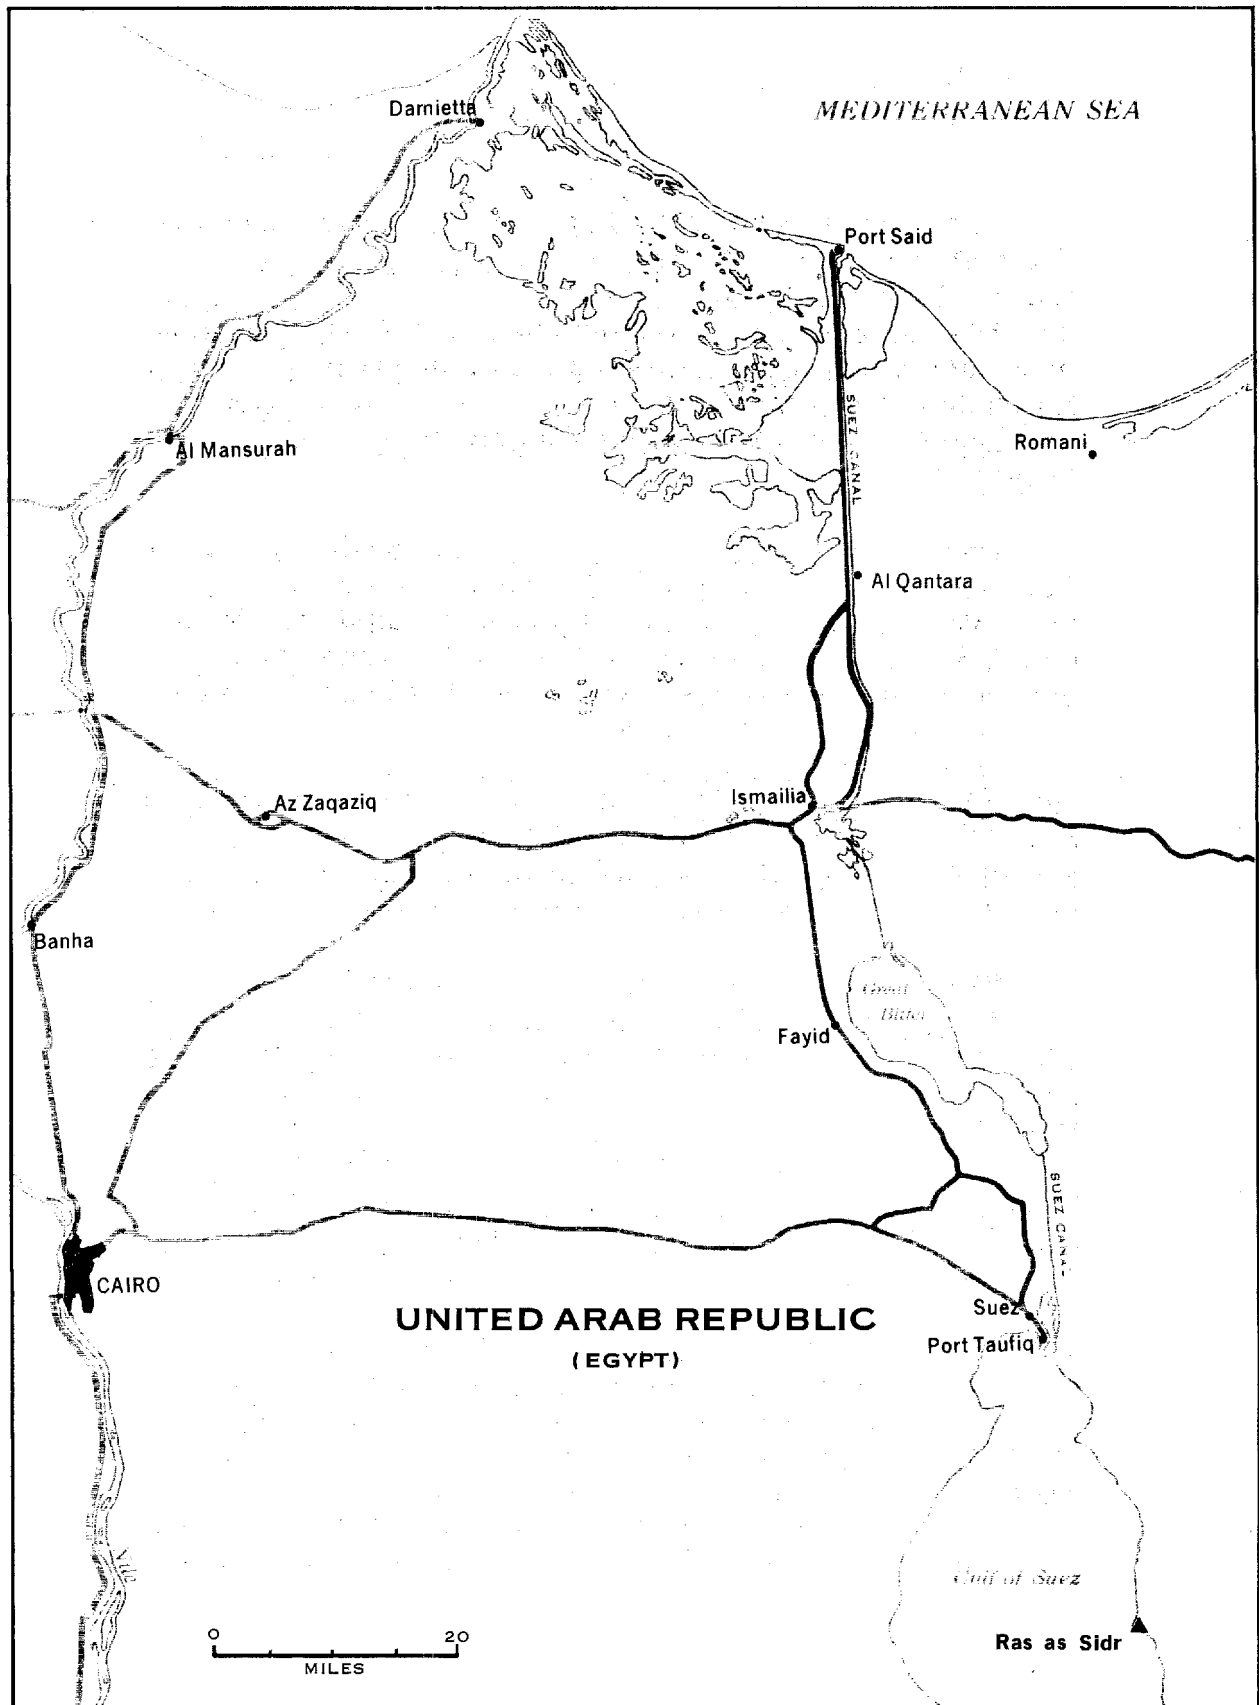 Damietta
MEDITERRANEAN SEA
Port Said
SUEZ CANAL
Al Mansurah
Romani
Al Qantara
Ismailia
Az Zaqaziq
Banha
Great
Bitter
Fayid
SUEZ CANAL
CAIRO
UNITED ARAB REPUBLIC
(EGYPT)
Suez
Port Taufiq
Nile
Gulf of Suez
Ras as Sidr
0 20
MILES